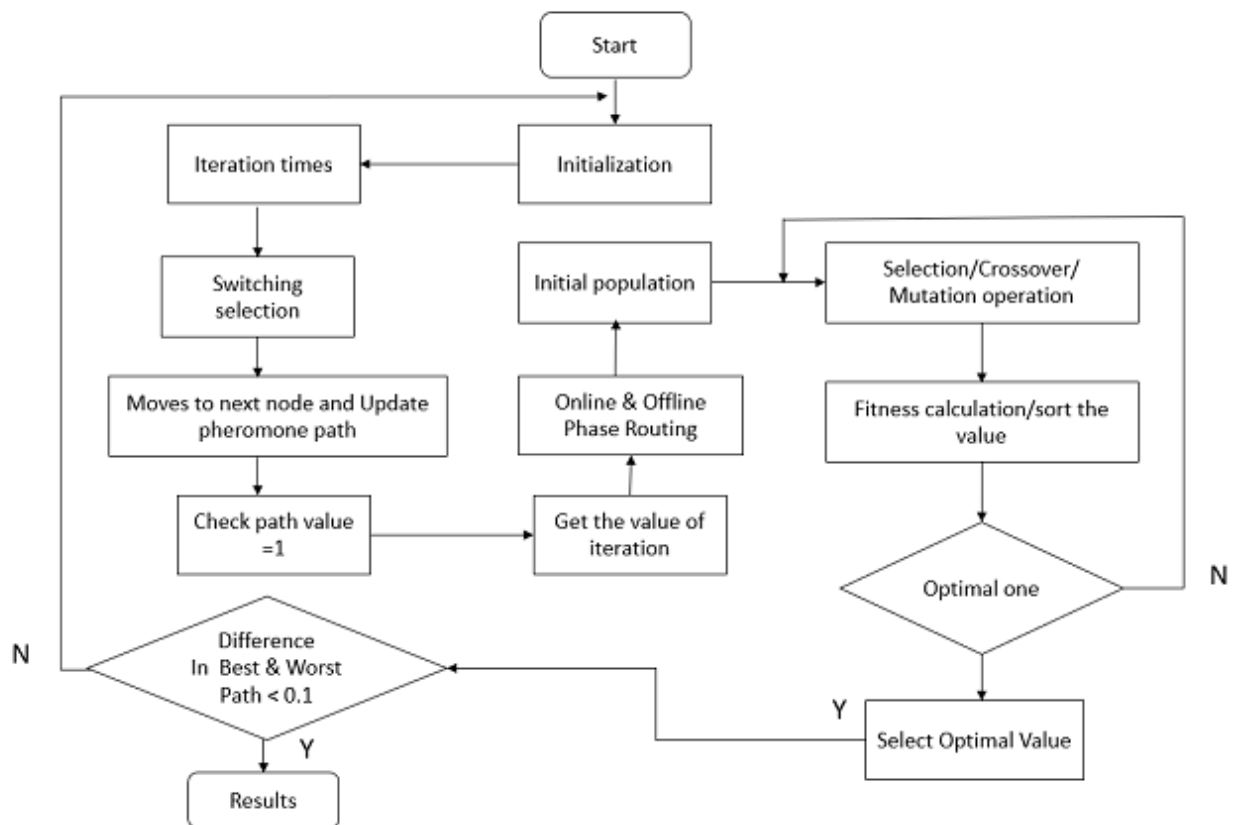 Start
Iteration times
Initialization
Switching
selection
Initial population
Selection/Crossover/
Mutation operation
Moves to next node and Update
pheromone path
Online & Offline
Phase Routing
Fitness calculation/sort the
value
Check path value
=1
Get the value of
iteration
Optimal one
N
Difference
In Best & Worst
Path < 0.1
N
Y
Select Optimal Value
Y
Results